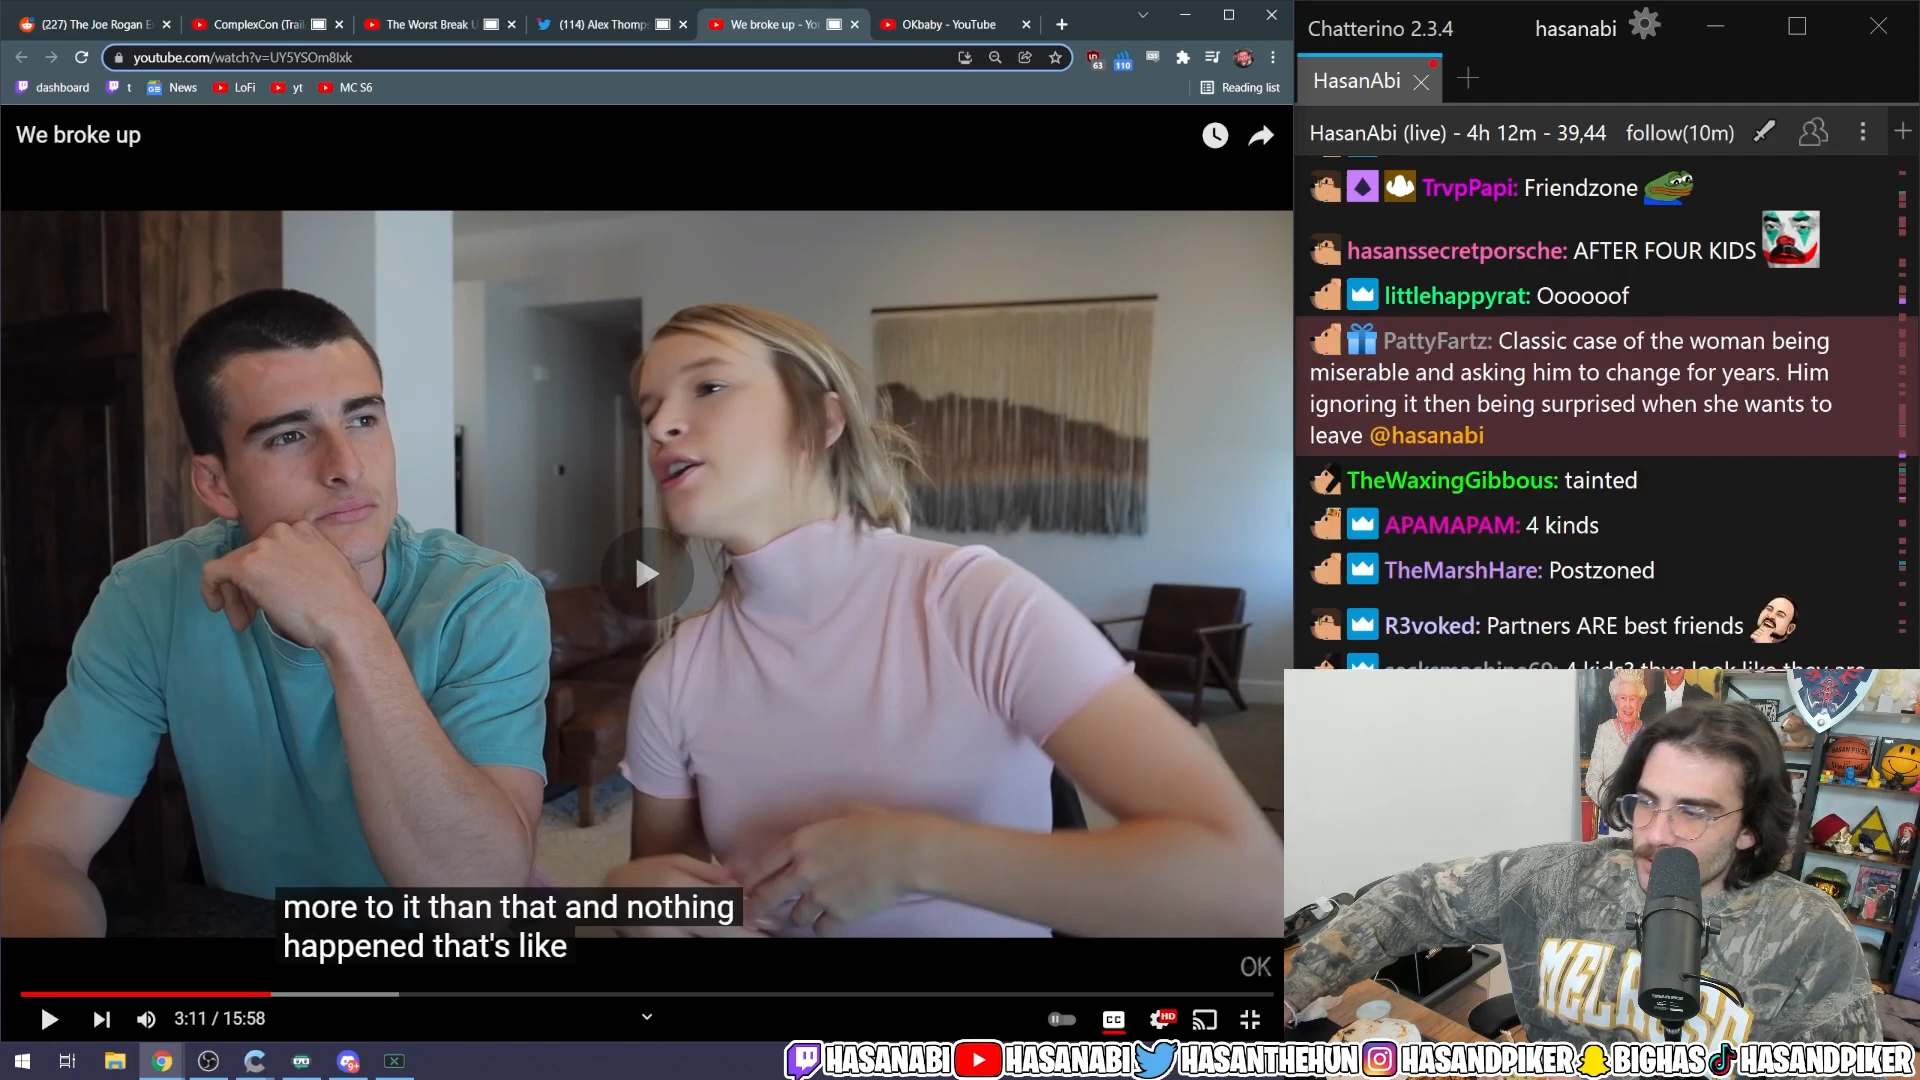 (227) The Joe Rogan E
ComplexCon (Trail
The Worst Break U
(114) Alex Thomps
We broke up - Yo
OKbaby - YouTube
youtube.com/watch?v=UY5YSOm8lxk
63
110
dashboard
t
News
LoFi
yt
MC S6
Reading list
We broke up
more to it than that and nothing
happened that's like
OK
3:11 / 15:58
CC
HD
Chatterino 2.3.4
hasanabi
HasanAbi
HasanAbi (live) - 4h 12m - 39,44
follow(10m)
TrvpPapi: Friendzone
hasanssecretporsche: AFTER FOUR KIDS
littlehappyrat: Oooooof
PattyFartz: Classic case of the woman being
miserable and asking him to change for years. Him
ignoring it then being surprised when she wants to
leave @hasanabi
TheWaxingGibbous: tainted
APAMAPAM: 4 kinds
TheMarshHare: Postzoned
R3voked: Partners ARE best friends
HASANABI
HASANABI
HASANTHEHUN
HASANDPIKER
BIGHAS
HASANDPIKER